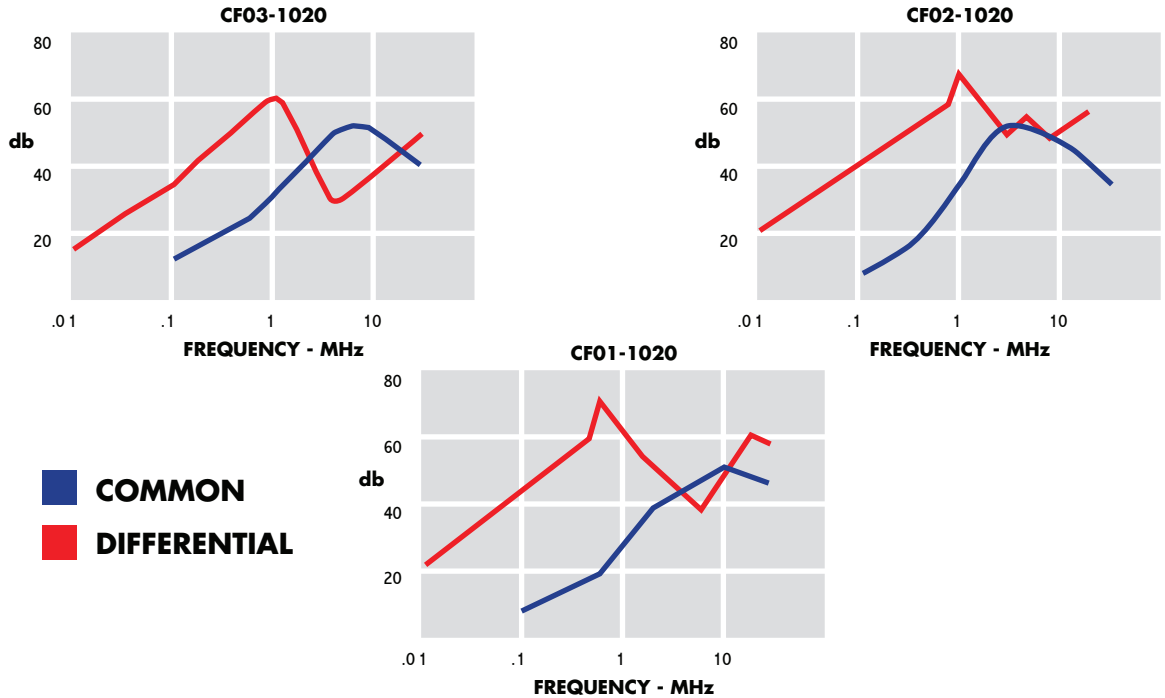 CF03-1020
80
60
db
40
20
.01 .1 1 10
FREQUENCY - MHz
CF02-1020
80
60
db
40
20
.01 .1 1 10
FREQUENCY - MHz
CF01-1020
80
60
db
40
20
.01 .1 1 10
FREQUENCY - MHz
COMMON
DIFFERENTIAL